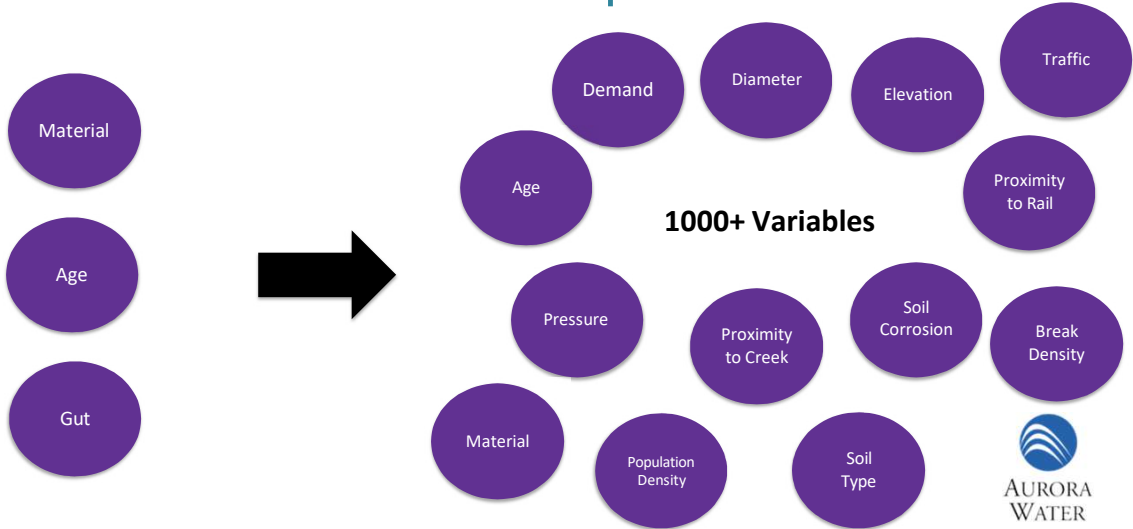 Material
Age
Gut
Demand
Diameter
Elevation
Traffic
Age
Proximity
to Rail
1000+ Variables
Pressure
Proximity
to Creek
Soil
Corrosion
Break
Density
Material
Population
Density
Soil
Type
AURORA
WATER